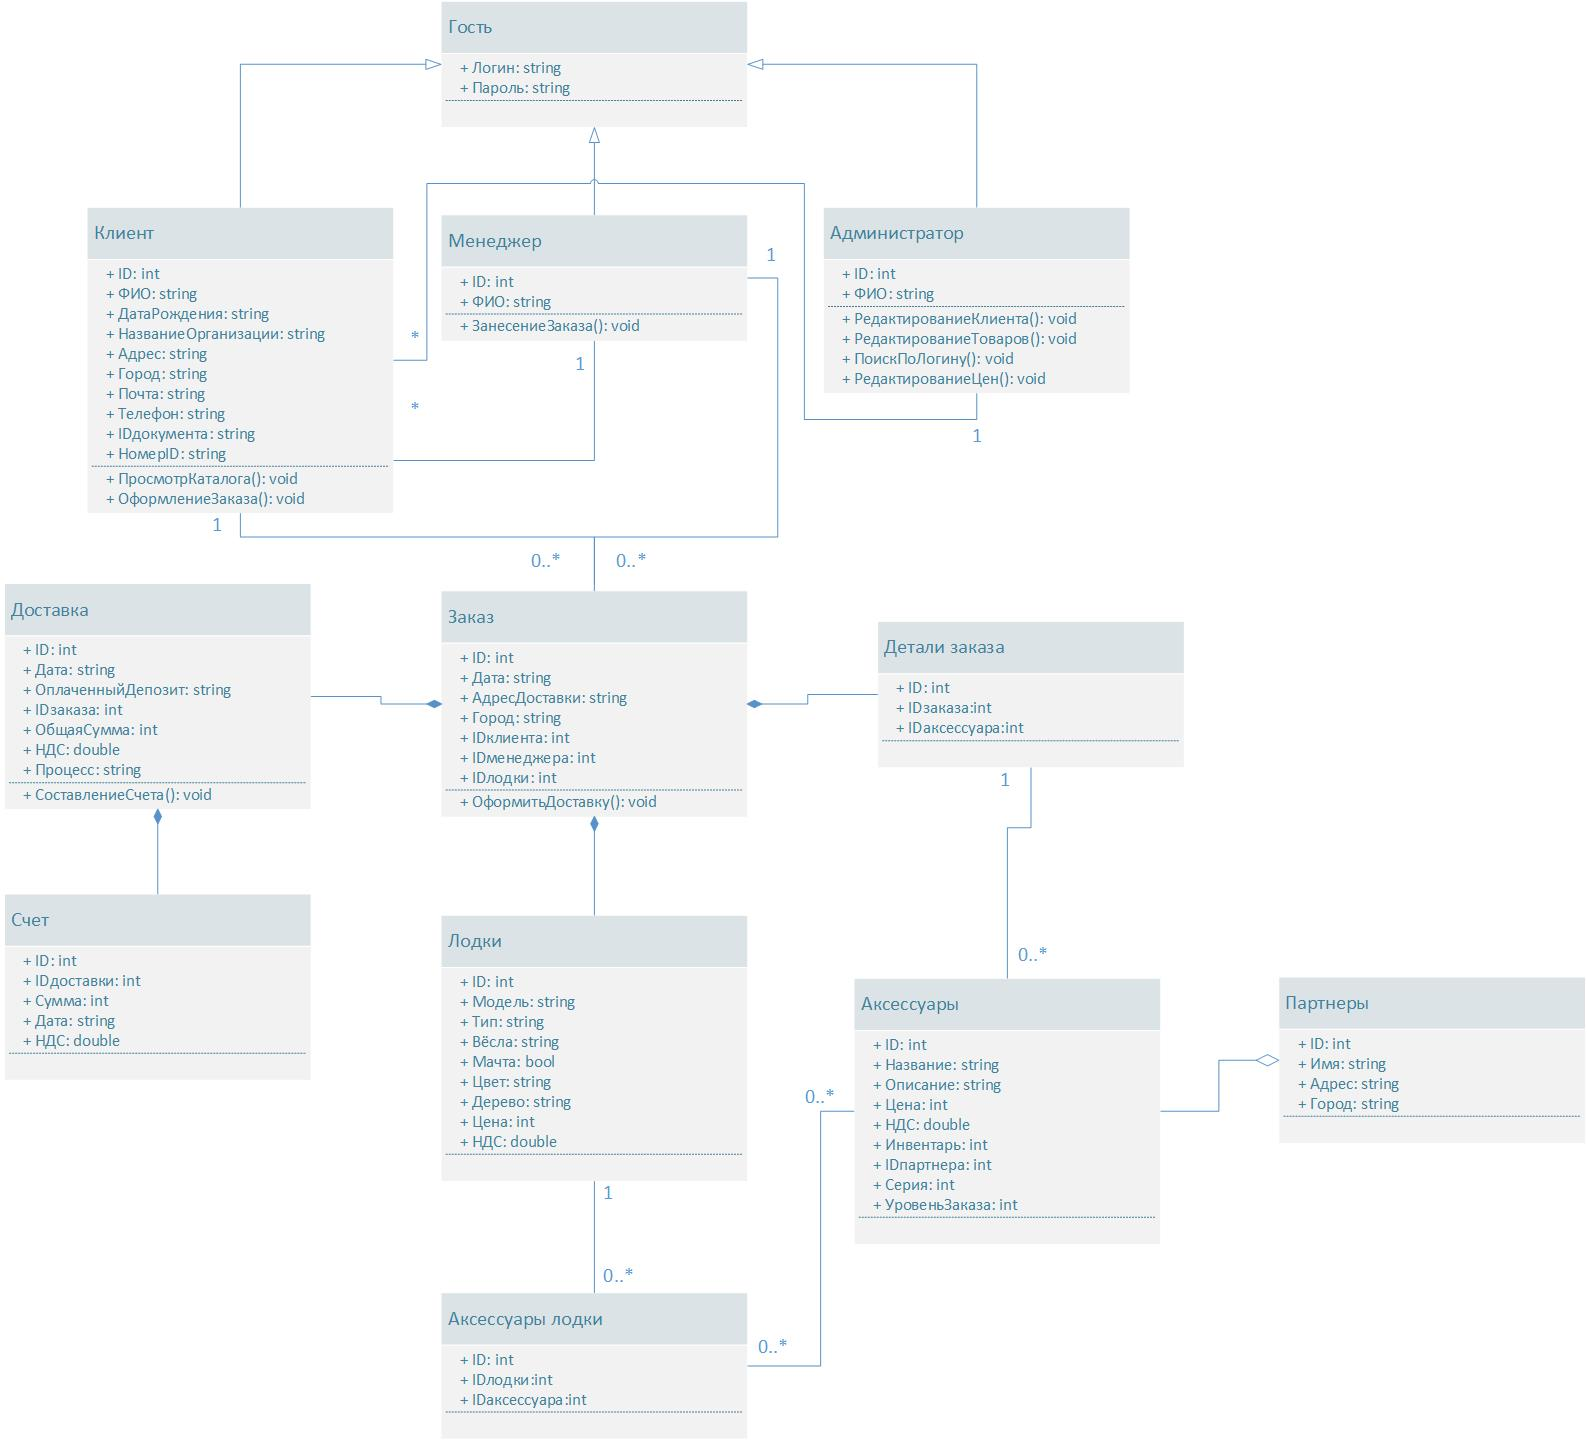 Гость
+ Логин: string
+ Пароль: string
Клиент
+ ID: int
+ ФИО: string
+ ДатаРождения: string
+ НазваниеОрганизации: string
+ Адрес: string
+ Город: string
+ Почта: string
+ Телефон: string
+ IDдокумента: string
+ НомерID: string
+ ПросмотрКаталога(): void
+ ОформлениеЗаказа(): void
1
*
*
Менеджер
+ ID: int
+ ФИО: string
+ ЗанесениеЗаказа(): void
1
1
Администратор
+ ID: int
+ ФИО: string
+ РедактированиеКлиента(): void
+ РедактированиеТоваров(): void
+ ПоискПоЛогину(): void
+ РедактированиеЦен(): void
1
0..*
0..*
Доставка
+ ID: int
+ Дата: string
+ ОплаченныйДепозит: string
+ IDзаказа: int
+ ОбщаяСумма: int
+ НДС: double
+ Процесс: string
+ СоставлениеСчета(): void
Заказ
+ ID: int
+ Дата: string
+ АдресДоставки: string
+ Город: string
+ IDклиента: int
+ IDменеджера: int
+ IDлодки: int
+ ОформитьДоставку(): void
Детали заказа
+ ID: int
+ IDзаказа:int
+ IDаксессуара:int
1
0..*
Счет
+ ID: int
+ IDдоставки: int
+ Сумма: int
+ Дата: string
+ НДС: double
Лодки
+ ID: int
+ Модель: string
+ Тип: string
+ Вёсла: string
+ Мачта: bool
+ Цвет: string
+ Дерево: string
+ Цена: int
+ НДС: double
1
0..*
Аксессуары
+ ID: int
+ Название: string
+ Описание: string
+ Цена: int
+ НДС: double
+ Инвентарь: int
+ IDпартнера: int
+ Серия: int
+ УровеньЗаказа: int
0..*
Партнеры
+ ID: int
+ Имя: string
+ Адрес: string
+ Город: string
Аксессуары лодки
+ ID: int
+ IDлодки:int
+ IDаксессуара:int
0..*